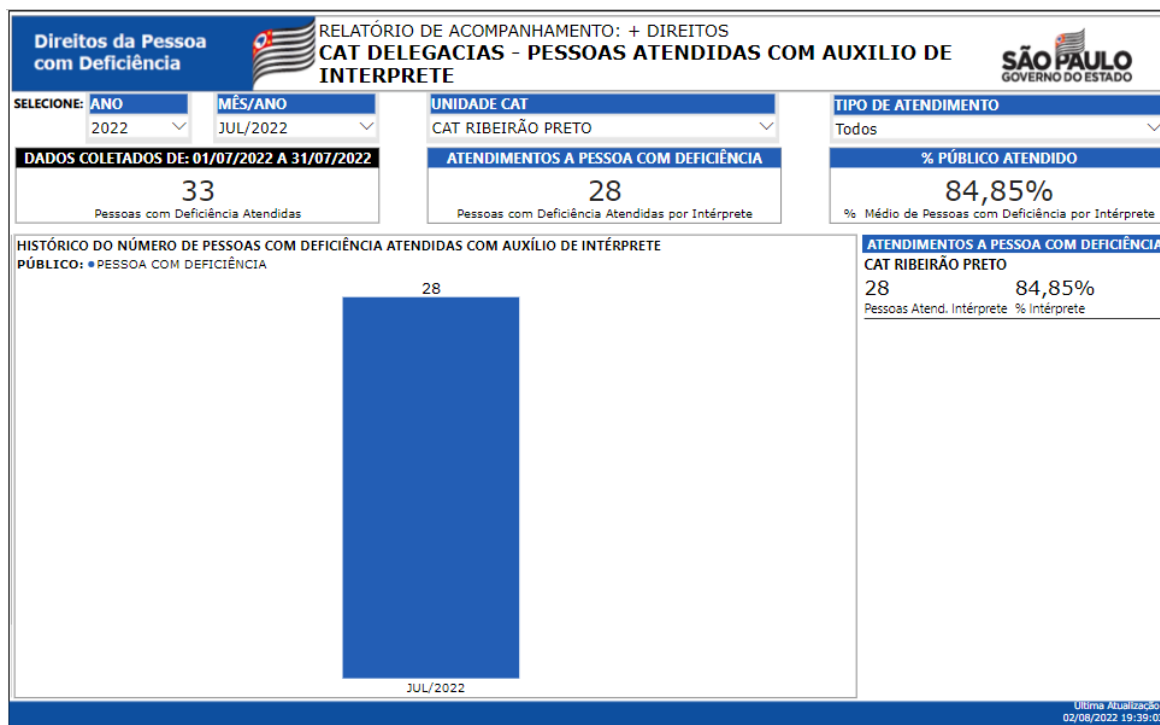 Direitos da Pessoa
com Deficiência
RELATÓRIO DE ACOMPANHAMENTO: + DIREITOS
CAT DELEGACIAS - PESSOAS ATENDIDAS COM AUXILIO DE
INTERPRETE
SÃO PAULO
GOVERNO DO ESTADO
SELECIONE: ANO MÊS/ANO UNIDADE CAT TIPO DE ATENDIMENTO
2022 JUL/2022 CAT RIBEIRÃO PRETO Todos
DADOS COLETADOS DE: 01/07/2022 A 31/07/2022
33
Pessoas com Deficiência Atendidas
ATENDIMENTOS A PESSOA COM DEFICIÊNCIA
28
Pessoas com Deficiência Atendidas por Intérprete
% PÚBLICO ATENDIDO
84,85%
% Médio de Pessoas com Deficiência por Intérprete
HISTÓRICO DO NÚMERO DE PESSOAS COM DEFICIÊNCIA ATENDIDAS COM AUXÍLIO DE INTÉRPRETE
PÚBLICO: PESSOA COM DEFICIÊNCIA
28
JUL/2022
ATENDIMENTOS A PESSOA COM DEFICIÊNCIA
CAT RIBEIRÃO PRETO
28 84,85%
Pessoas Atend. Intérprete % Intérprete
Última Atualização
02/08/2022 19:39:0